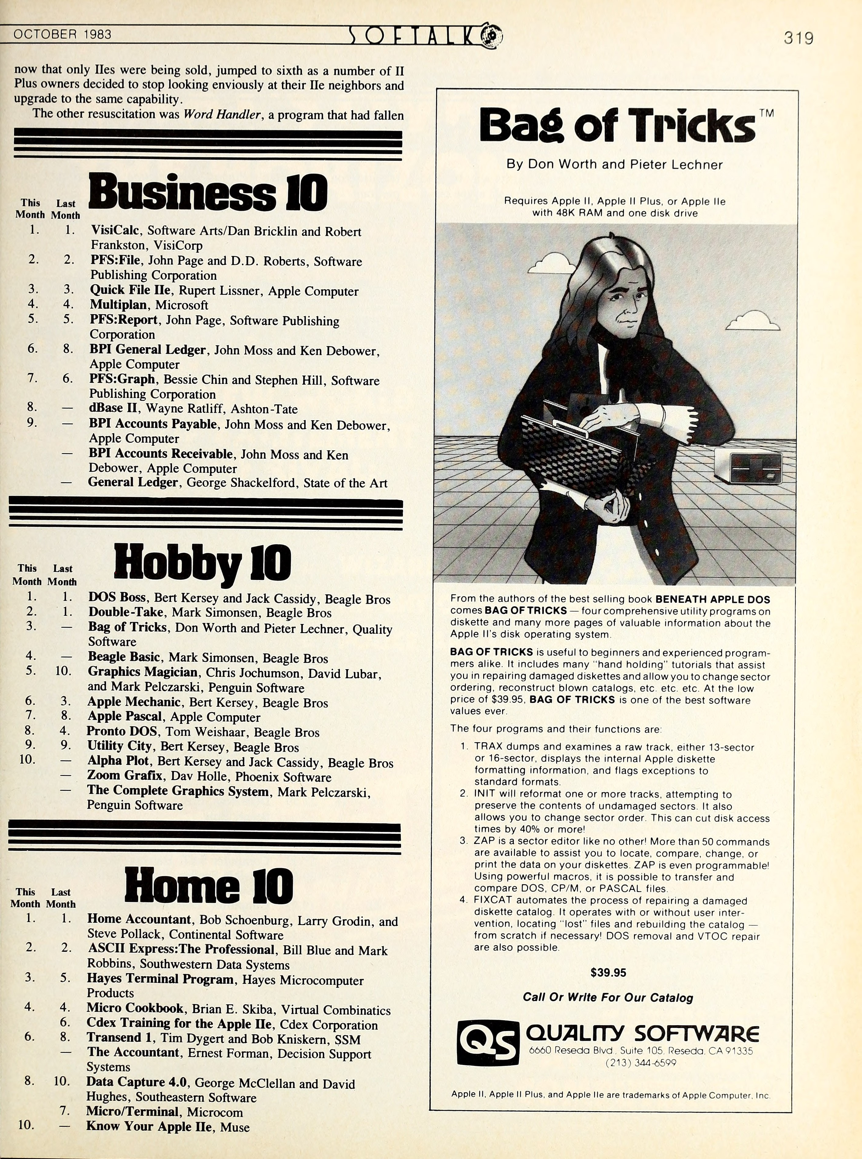 OCTOBER 1983
SOFTALK
319
now that only IIes were being sold, jumped to sixth as a number of II
Plus owners decided to stop looking enviously at their IIe neighbors and
upgrade to the same capability.
The other resuscitation was Word Handler, a program that had fallen
Business 10
This Last
Month Month
1. 1. VisiCalc, Software Arts/Dan Bricklin and Robert
Frankston, VisiCorp
2. 2. PFS:File, John Page and D.D. Roberts, Software
Publishing Corporation
3. 3. Quick File IIe, Rupert Lissner, Apple Computer
4. 4. Multiplan, Microsoft
5. 5. PFS:Report, John Page, Software Publishing
Corporation
6. 8. BPI General Ledger, John Moss and Ken Debower,
Apple Computer
7. 6. PFS:Graph, Bessie Chin and Stephen Hill, Software
Publishing Corporation
8. — dBase II, Wayne Ratliff, Ashton-Tate
9. — BPI Accounts Payable, John Moss and Ken Debower,
Apple Computer
— BPI Accounts Receivable, John Moss and Ken
Debower, Apple Computer
— General Ledger, George Shackelford, State of the Art
Hobby 10
This Last
Month Month
1. 1. DOS Boss, Bert Kersey and Jack Cassidy, Beagle Bros
2. 1. Double-Take, Mark Simonsen, Beagle Bros
3. — Bag of Tricks, Don Worth and Pieter Lechner, Quality
Software
4. — Beagle Basic, Mark Simonsen, Beagle Bros
5. 10. Graphics Magician, Chris Jochumson, David Lubar,
and Mark Pelczarski, Penguin Software
6. 3. Apple Mechanic, Bert Kersey, Beagle Bros
7. 8. Apple Pascal, Apple Computer
8. 4. Pronto DOS, Tom Weishaar, Beagle Bros
9. 9. Utility City, Bert Kersey, Beagle Bros
10. — Alpha Plot, Bert Kersey and Jack Cassidy, Beagle Bros
— Zoom Grafix, Dav Holle, Phoenix Software
— The Complete Graphics System, Mark Pelczarski,
Penguin Software
Home 10
This Last
Month Month
1. 1. Home Accountant, Bob Schoenburg, Larry Grodin, and
Steve Pollack, Continental Software
2. 2. ASCII Express:The Professional, Bill Blue and Mark
Robbins, Southwestern Data Systems
3. 5. Hayes Terminal Program, Hayes Microcomputer
Products
4. 4. Micro Cookbook, Brian E. Skiba, Virtual Combinatics
6. Cdex Training for the Apple IIe, Cdex Corporation
6. 8. Transend 1, Tim Dygert and Bob Kniskern, SSM
— The Accountant, Ernest Forman, Decision Support
Systems
8. 10. Data Capture 4.0, George McClellan and David
Hughes, Southeastern Software
7. Micro/Terminal, Microcom
10. — Know Your Apple IIe, Muse
Bag of Tricks™
By Don Worth and Pieter Lechner
Requires Apple II, Apple II Plus, or Apple IIe
with 48K RAM and one disk drive
From the authors of the best selling book BENEATH APPLE DOS
comes BAG OF TRICKS — four comprehensive utility programs on
diskette and many more pages of valuable information about the
Apple II's disk operating system.
BAG OF TRICKS is useful to beginners and experienced program-
mers alike. It includes many "hand holding" tutorials that assist
you in repairing damaged diskettes and allow you to change sector
ordering, reconstruct blown catalogs, etc. etc. etc. At the low
price of $39.95, BAG OF TRICKS is one of the best software
values ever.
The four programs and their functions are:
1. TRAX dumps and examines a raw track, either 13-sector
or 16-sector, displays the internal Apple diskette
formatting information, and flags exceptions to
standard formats.
2. INIT will reformat one or more tracks, attempting to
preserve the contents of undamaged sectors. It also
allows you to change sector order. This can cut disk access
times by 40% or more!
3. ZAP is a sector editor like no other! More than 50 commands
are available to assist you to locate, compare, change, or
print the data on your diskettes. ZAP is even programmable!
Using powerful macros, it is possible to transfer and
compare DOS, CP/M, or PASCAL files.
4. FIXCAT automates the process of repairing a damaged
diskette catalog. It operates with or without user inter-
vention, locating "lost" files and rebuilding the catalog —
from scratch if necessary! DOS removal and VTOC repair
are also possible.
$39.95
Call Or Write For Our Catalog
QS QUALITY SOFTWARE
6660 Reseda Blvd., Suite 105, Reseda, CA 91335
(213) 344-6599
Apple II, Apple II Plus, and Apple IIe are trademarks of Apple Computer, Inc.